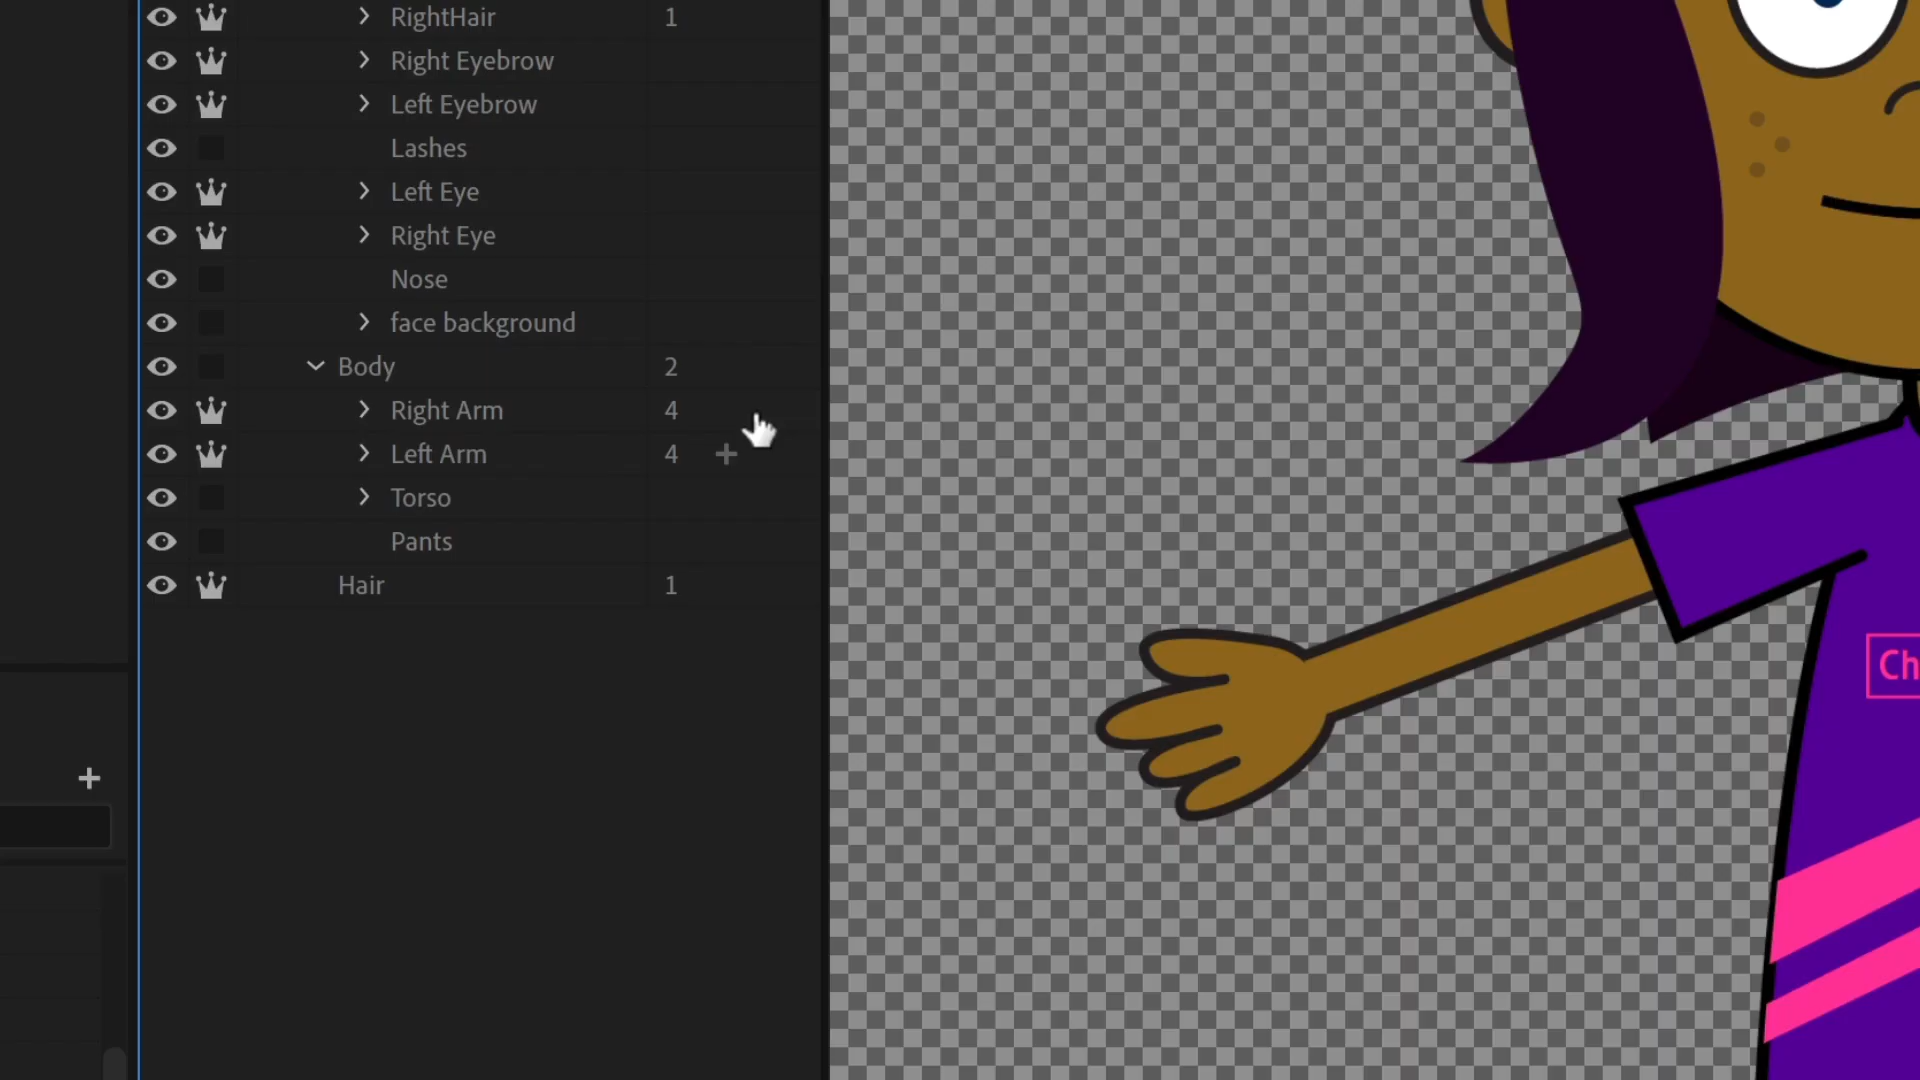 RightHair 1
Right Eyebrow
Left Eyebrow
Lashes
Left Eye
Right Eye
Nose
face background
Body 2
Right Arm 4
Left Arm 4 +
Torso
Pants
Hair 1
+
Ch